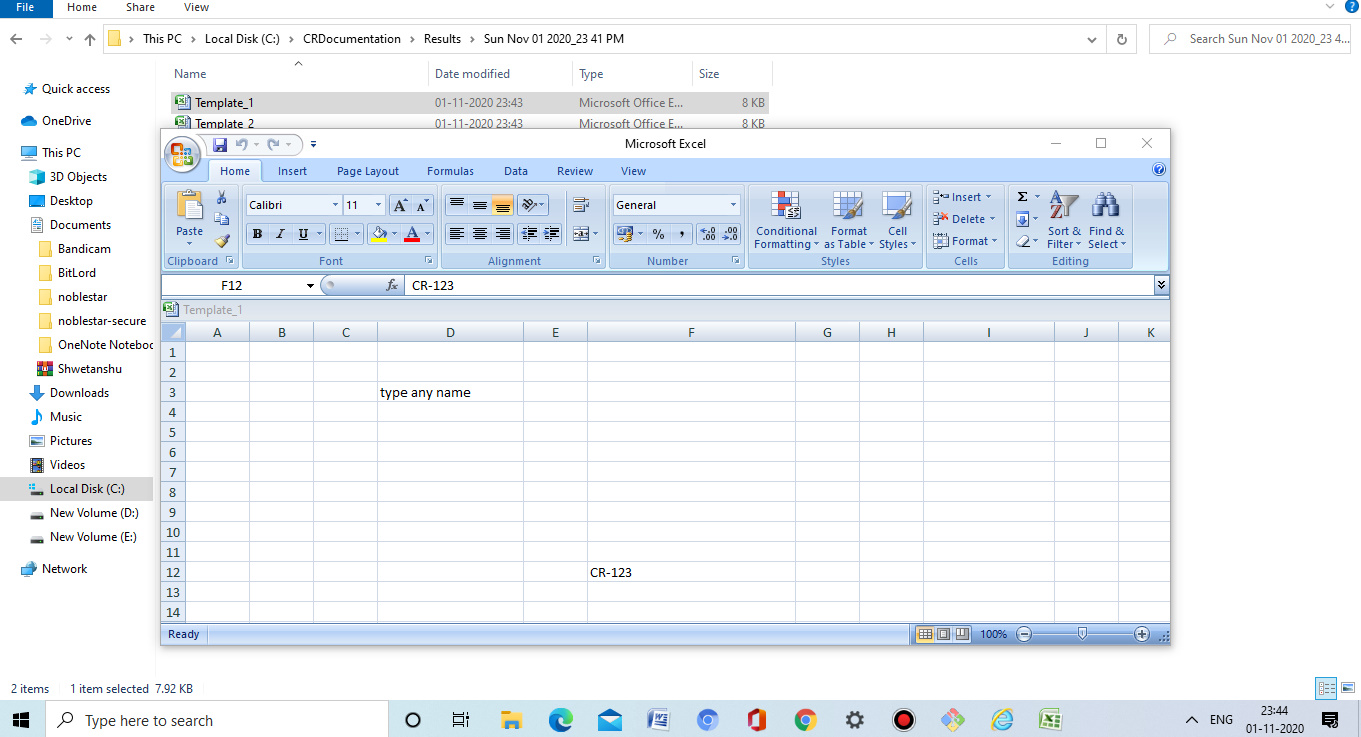 File Home Share View
This PC > Local Disk (C:) > CRDocumentation > Results > Sun Nov 01 2020_23 41 PM
Search Sun Nov 01 2020_23 4...
Name Date modified Type Size
Quick access
OneDrive
This PC
3D Objects
Desktop
Documents
Bandicam
BitLord
noblestar
noblestar-secure
OneNote Noteboo
Shwetanshu
Downloads
Music
Pictures
Videos
Local Disk (C:)
New Volume (D:)
New Volume (E:)
Network
Template_1 01-11-2020 23:43 Microsoft Office E... 8 KB
Template_2 01-11-2020 23:43 Microsoft Office E... 8 KB
Microsoft Excel
Home Insert Page Layout Formulas Data Review View
Calibri 11 General
Paste
B I U % ,
Conditional Formatting Format as Table Cell Styles
Insert
Delete
Format
Σ
Sort & Filter Find & Select
Clipboard Font Alignment Number Styles Cells Editing
F12 fx CR-123
Template_1
A B C D E F G H I J K
1
2
3 type any name
4
5
6
7
8
9
10
11
12 CR-123
13
14
Ready 100%
2 items 1 item selected 7.92 KB
Type here to search
ENG 23:44
01-11-2020